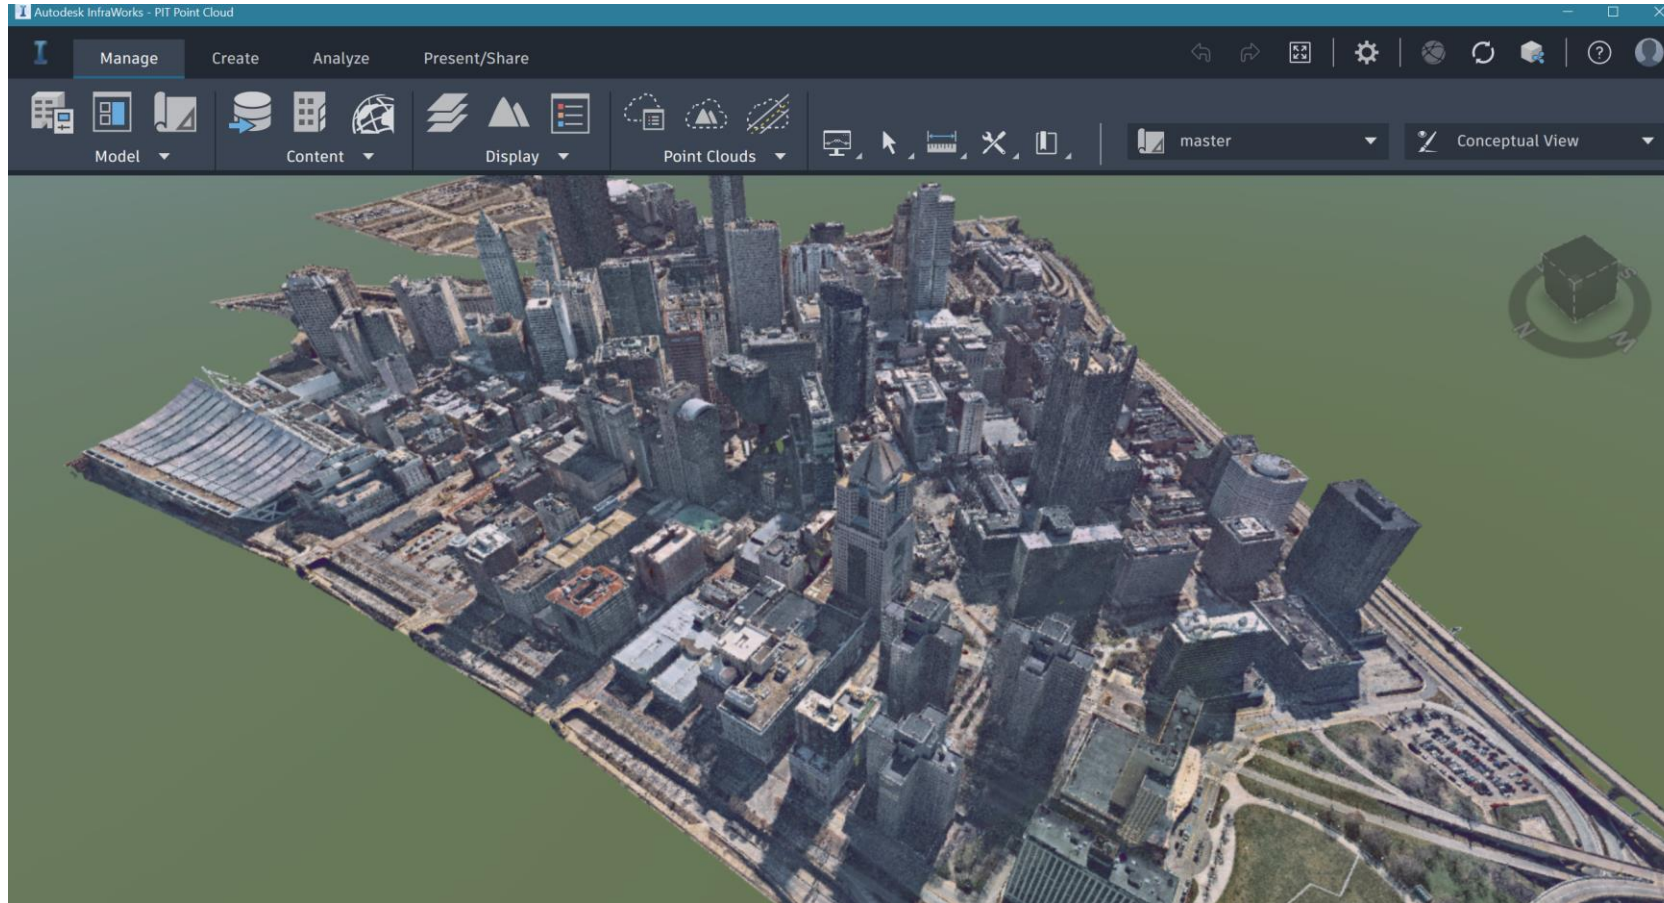 Autodesk InfraWorks - PIT Point Cloud
Manage Create Analyze Present/Share
Model Content Display Point Clouds master Conceptual View
S
N